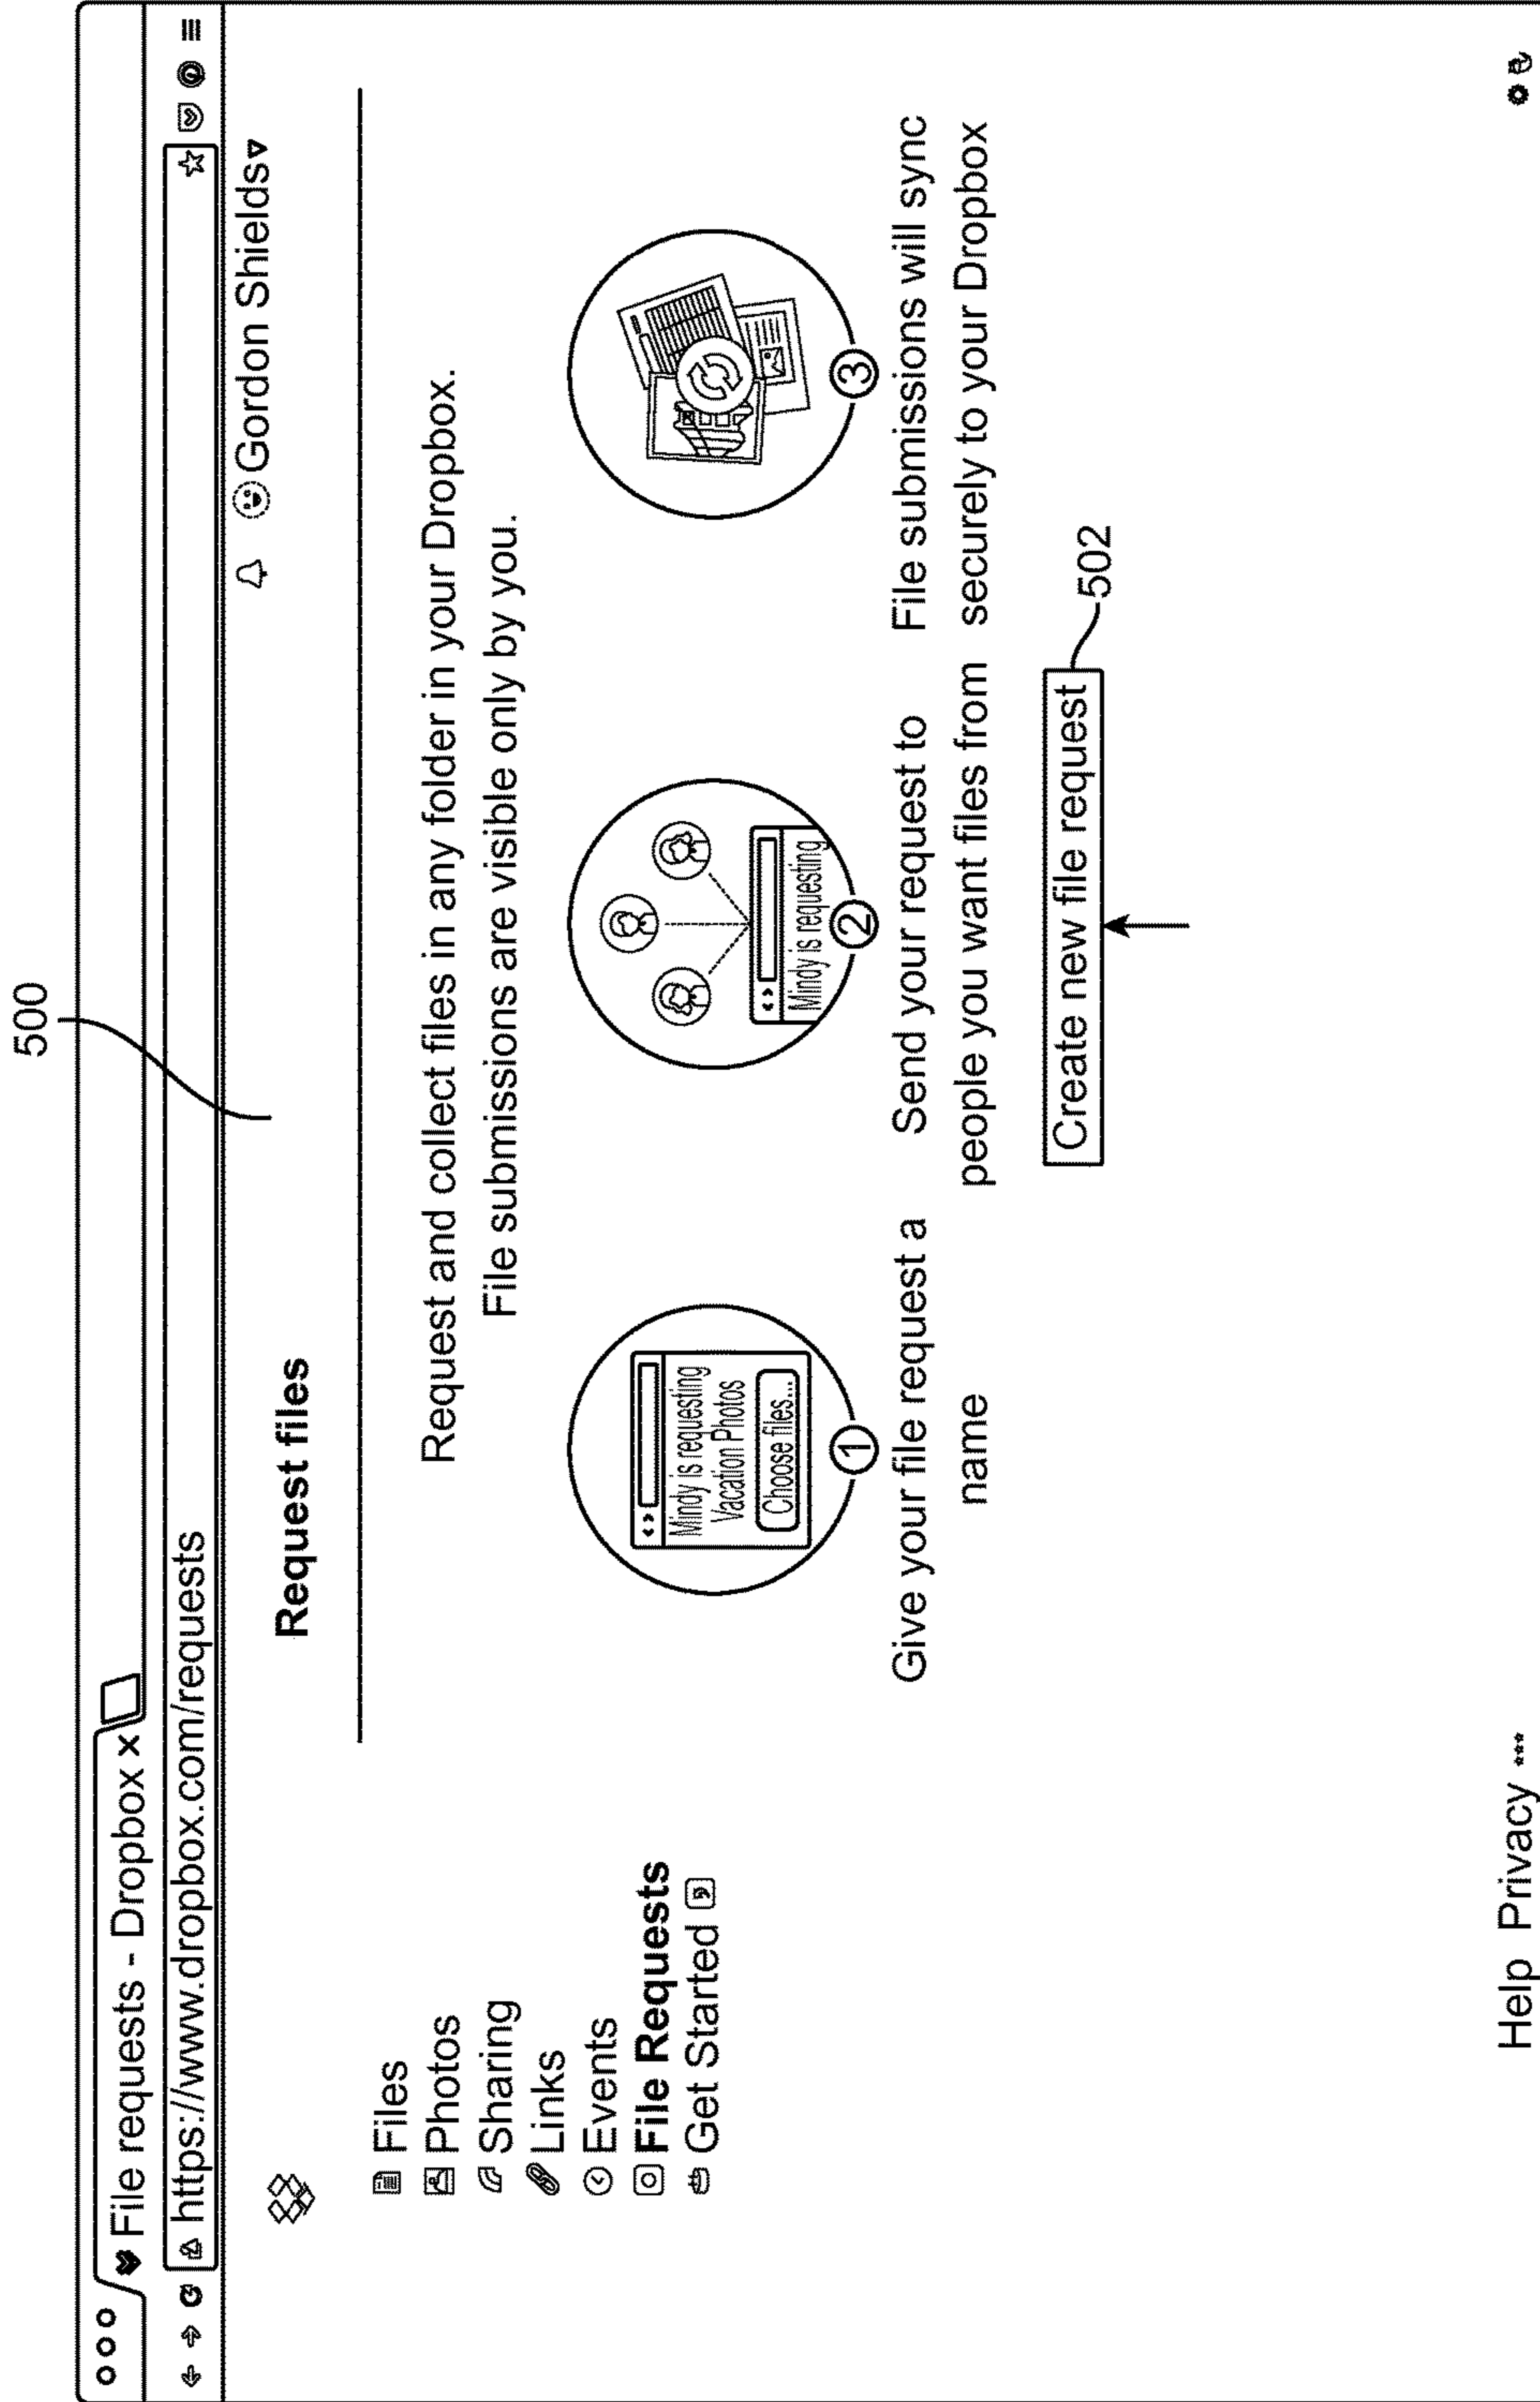 500
File requests - Dropbox x
https://www.dropbox.com/requests
Gordon Shields
Request files
Files
Photos
Sharing
Links
Events
File Requests
Get Started
Request and collect files in any folder in your Dropbox.
File submissions are visible only by you.
Mindy is requesting
Vacation Photos
Choose files...
1
Give your file request a
name
Mindy is requesting
2
Send your request to
people you want files from
3
File submissions will sync
securely to your Dropbox
Create new file request
502
Help Privacy ...